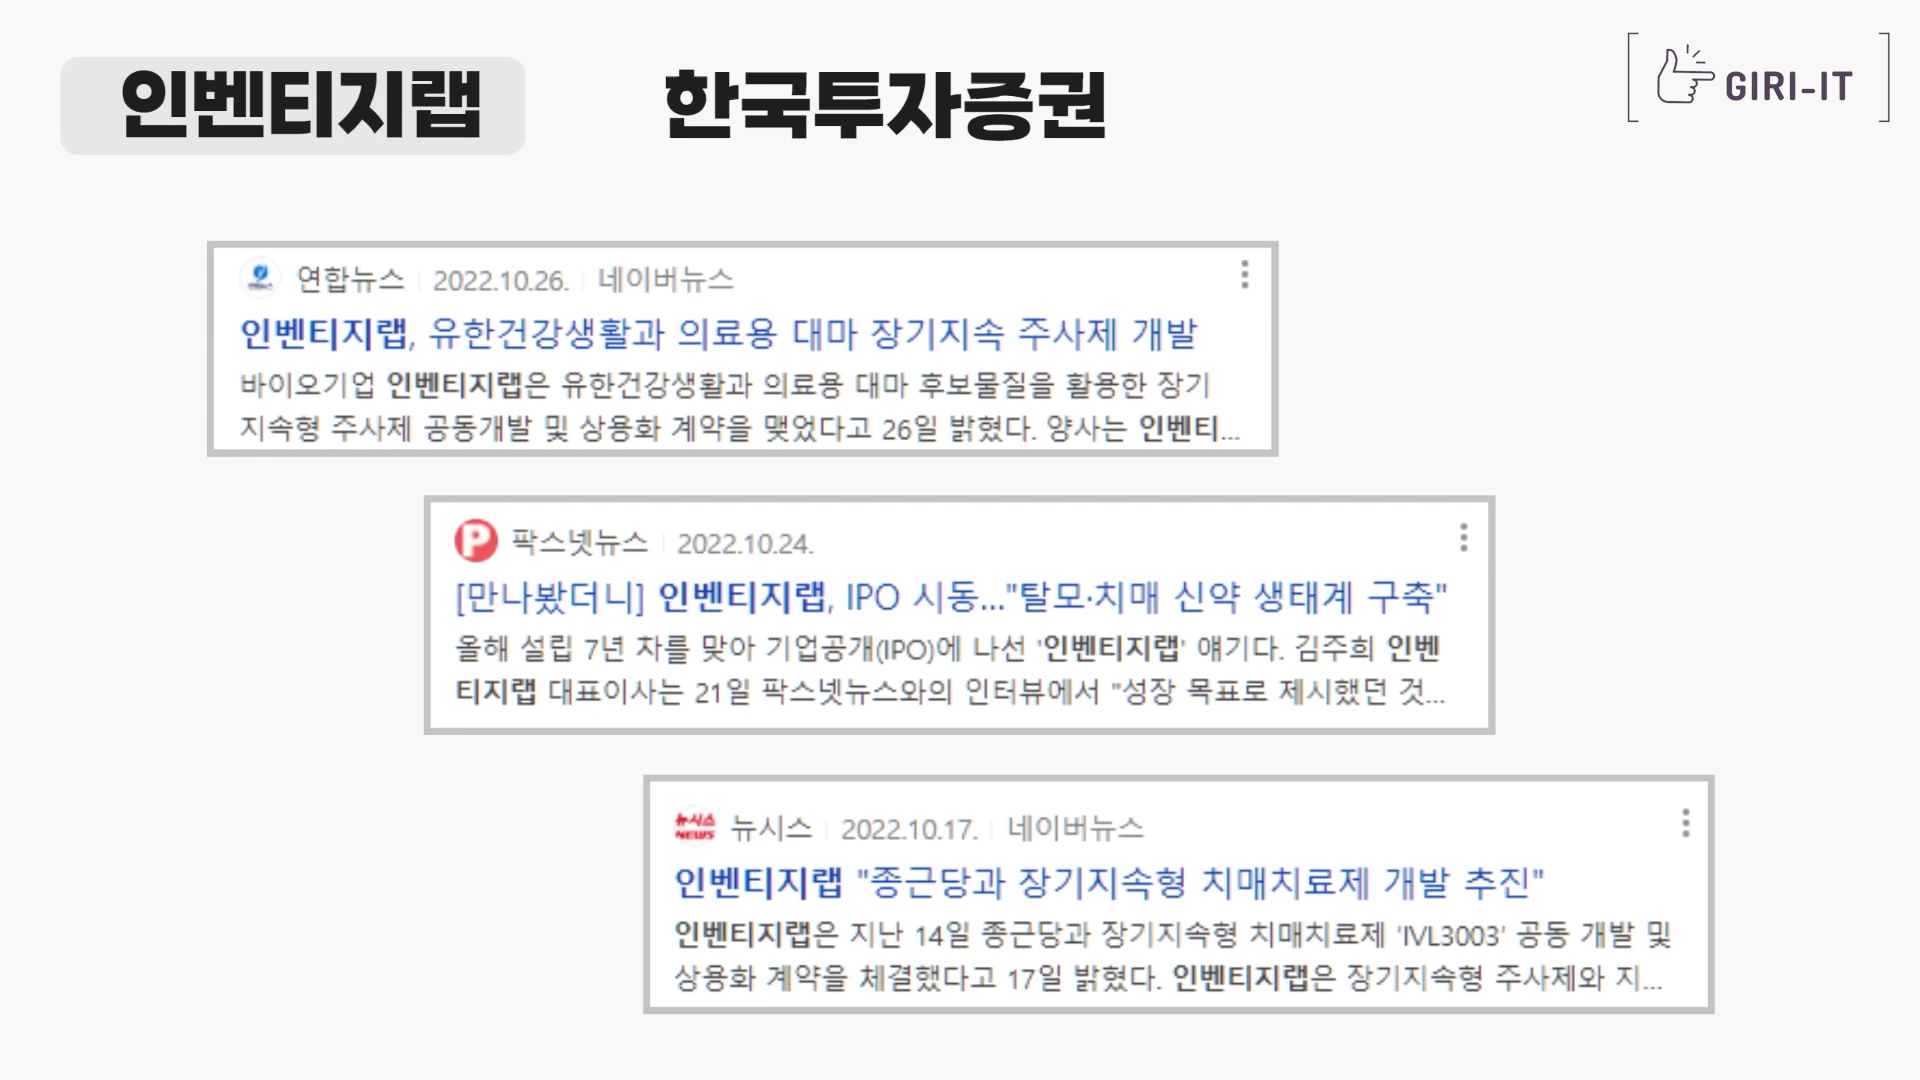 인벤티지랩 한국투자증권
GIRI-IT
연합뉴스 2022.10.26. 네이버뉴스
인벤티지랩, 유한건강생활과 의료용 대마 장기지속 주사제 개발
바이오기업 인벤티지랩은 유한건강생활과 의료용 대마 후보물질을 활용한 장기
지속형 주사제 공동개발 및 상용화 계약을 맺었다고 26일 밝혔다. 양사는 인벤티...
팍스넷뉴스 2022.10.24.
[만나봤더니] 인벤티지랩, IPO 시동..."탈모·치매 신약 생태계 구축"
올해 설립 7년 차를 맞아 기업공개(IPO)에 나선 '인벤티지랩' 얘기다. 김주희 인벤
티지랩 대표이사는 21일 팍스넷뉴스와의 인터뷰에서 "성장 목표로 제시했던 것...
뉴시스 NEWS
뉴시스 2022.10.17. 네이버뉴스
인벤티지랩 "종근당과 장기지속형 치매치료제 개발 추진"
인벤티지랩은 지난 14일 종근당과 장기지속형 치매치료제 'IVL3003' 공동 개발 및
상용화 계약을 체결했다고 17일 밝혔다. 인벤티지랩은 장기지속형 주사제와 지...